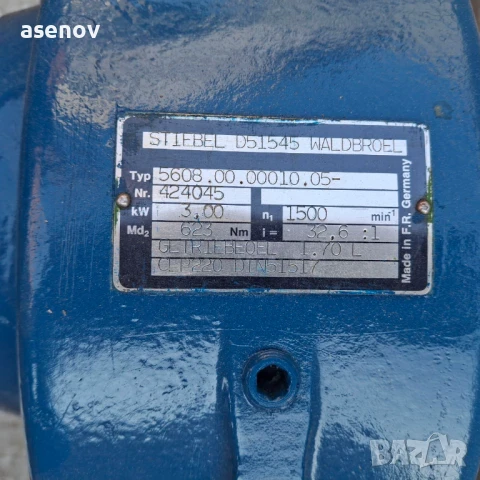 asenov
STIEBEL D51545 WALDBROEL
Typ 5608.00.00010.05-
Nr. 424045
kW 3,00 n₁ 1500 min⁻¹
Md₂ 623 Nm i = 32,6 :1
GETRIEBEOEL 1.70 L
CLP220 DIN51517
Made in F.R. Germany
BAZAR